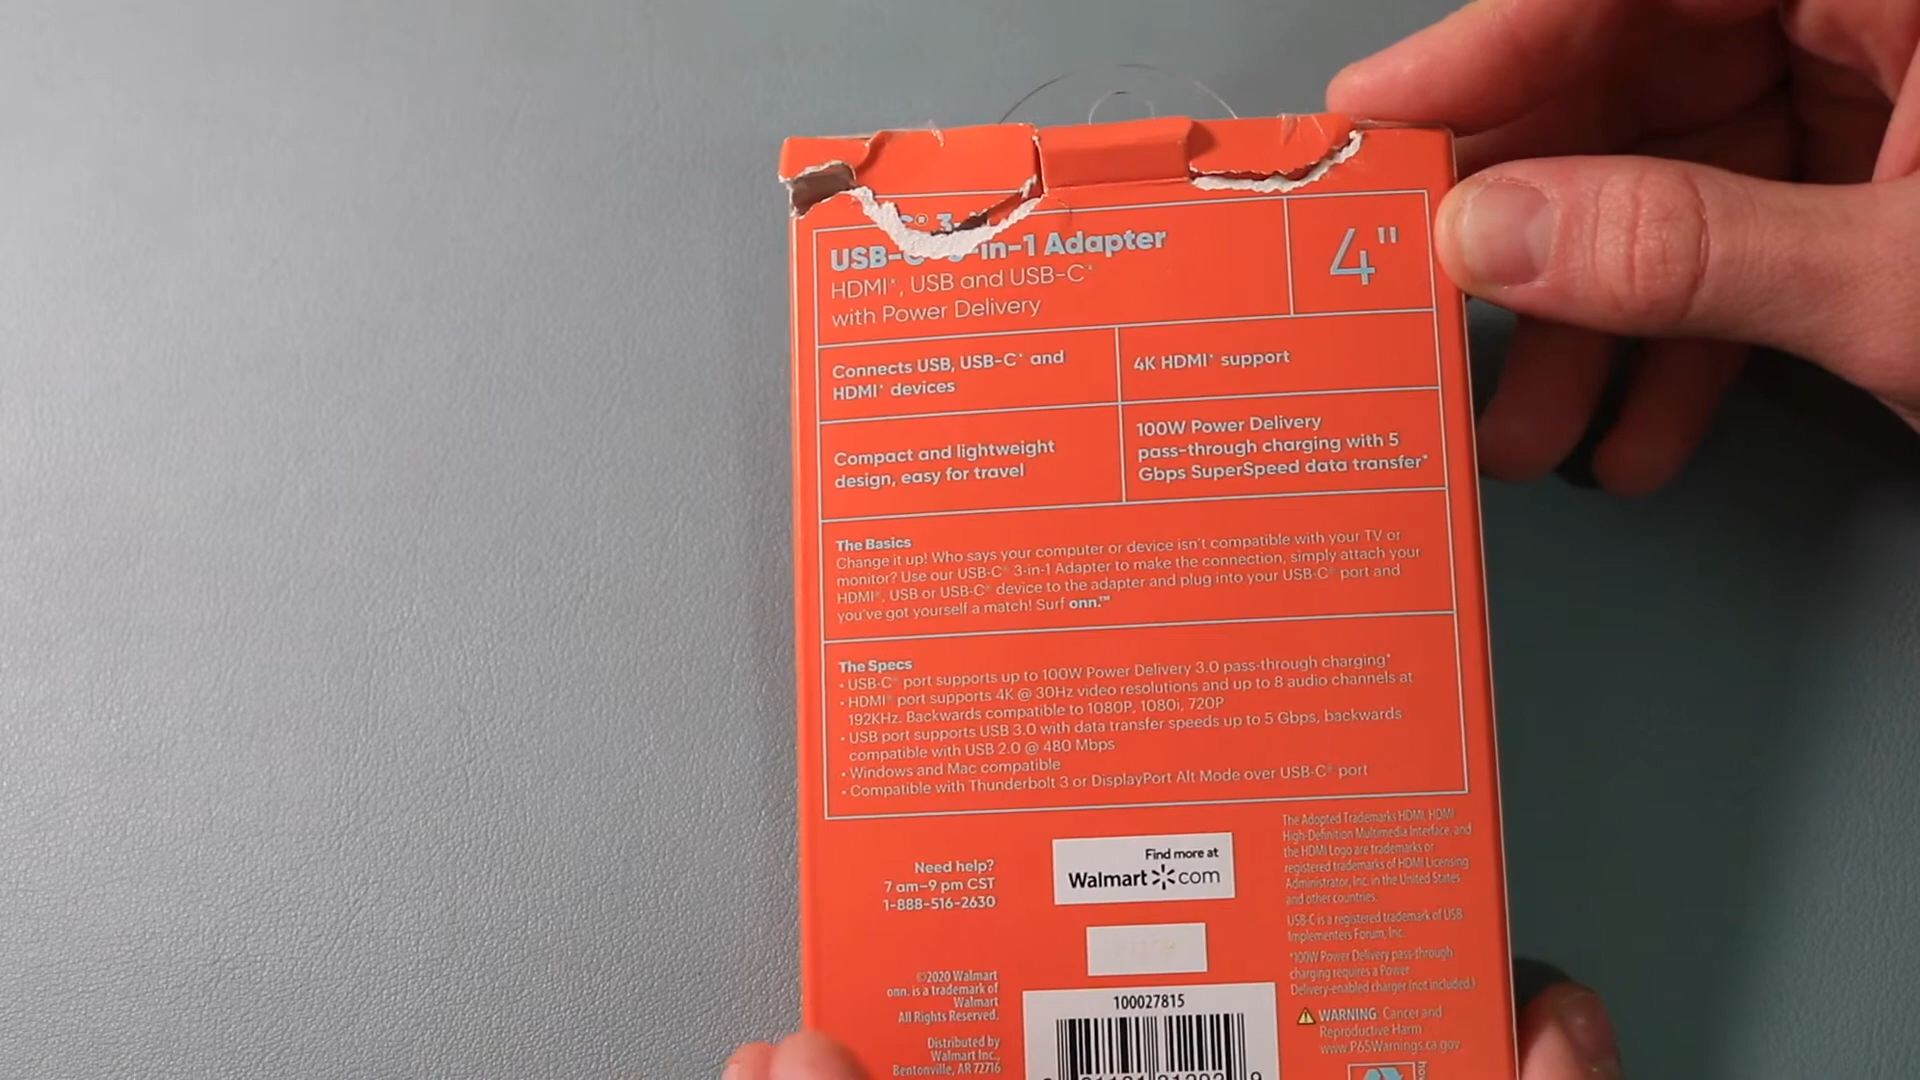 USB-C® 3-in-1 Adapter
HDMI®, USB and USB-C®
with Power Delivery
4"
Connects USB, USB-C® and
HDMI® devices
4K HDMI® support
Compact and lightweight
design, easy for travel
100W Power Delivery
pass-through charging with 5
Gbps SuperSpeed data transfer*
The Basics
Change it up! Who says your computer or device isn't compatible with your TV or
monitor? Use our USB-C® 3-in-1 Adapter to make the connection, simply attach your
HDMI®, USB or USB-C® device to the adapter and plug into your USB-C® port and
you've got yourself a match! Surf onn.™
The Specs
• USB-C® port supports up to 100W Power Delivery 3.0 pass-through charging*
• HDMI® port supports 4K @ 30Hz video resolutions and up to 8 audio channels at
192KHz. Backwards compatible to 1080P, 1080i, 720P
• USB port supports USB 3.0 with data transfer speeds up to 5 Gbps, backwards
compatible with USB 2.0 @ 480 Mbps
• Windows and Mac compatible
• Compatible with Thunderbolt 3 or DisplayPort Alt Mode over USB-C® port
Need help?
7 am–9 pm CST
1-888-516-2630
Find more at
Walmart com
©2020 Walmart
onn. is a trademark of
Walmart
All Rights Reserved.
Distributed by
Walmart Inc.,
Bentonville, AR 72716
100027815
The Adopted Trademarks HDMI, HDMI
High-Definition Multimedia Interface, and
the HDMI Logo are trademarks or
registered trademarks of HDMI Licensing
Administrator, Inc. in the United States
and other countries.
USB-C is a registered trademark of USB
Implementers Forum, Inc.
*100W Power Delivery pass-through
charging requires a Power
Delivery-enabled charger (not included.)
WARNING: Cancer and
Reproductive Harm
www.P65Warnings.ca.gov